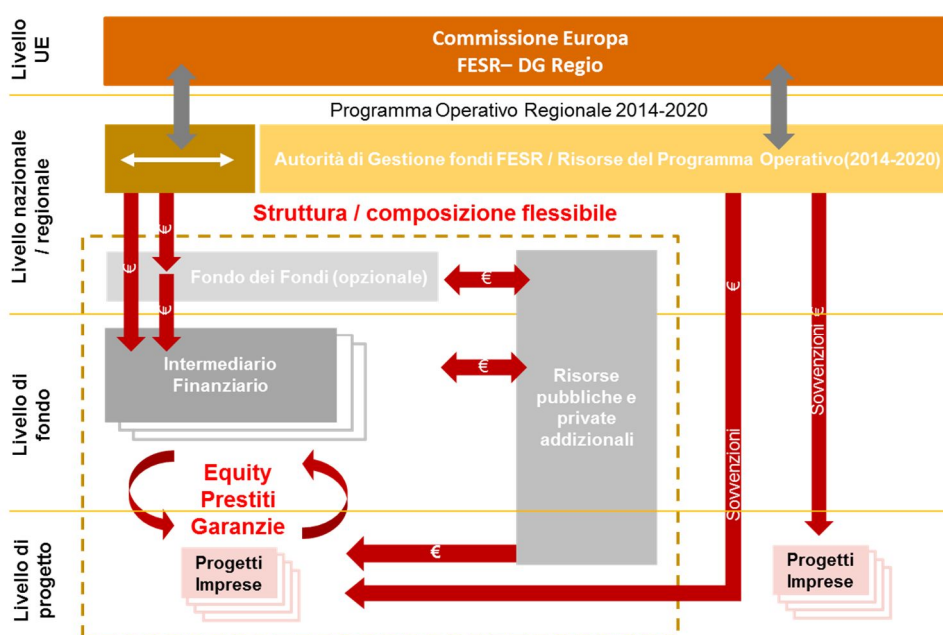 Livello
UE
Commissione Europa
FESR– DG Regio
Programma Operativo Regionale 2014-2020
Livello nazionale
/ regionale
Autorità di Gestione fondi FESR / Risorse del Programma Operativo(2014-2020)
Struttura / composizione flessibile
€
€
€
Fondo dei Fondi (opzionale)
€
€
Sovvenzioni €
Livello di
fondo
Intermediario
Finanziario
€
Risorse
pubbliche e
private
addizionali
Sovvenzioni
Equity
Prestiti
Garanzie
Livello di
progetto
€
Progetti
Imprese
Progetti
Imprese